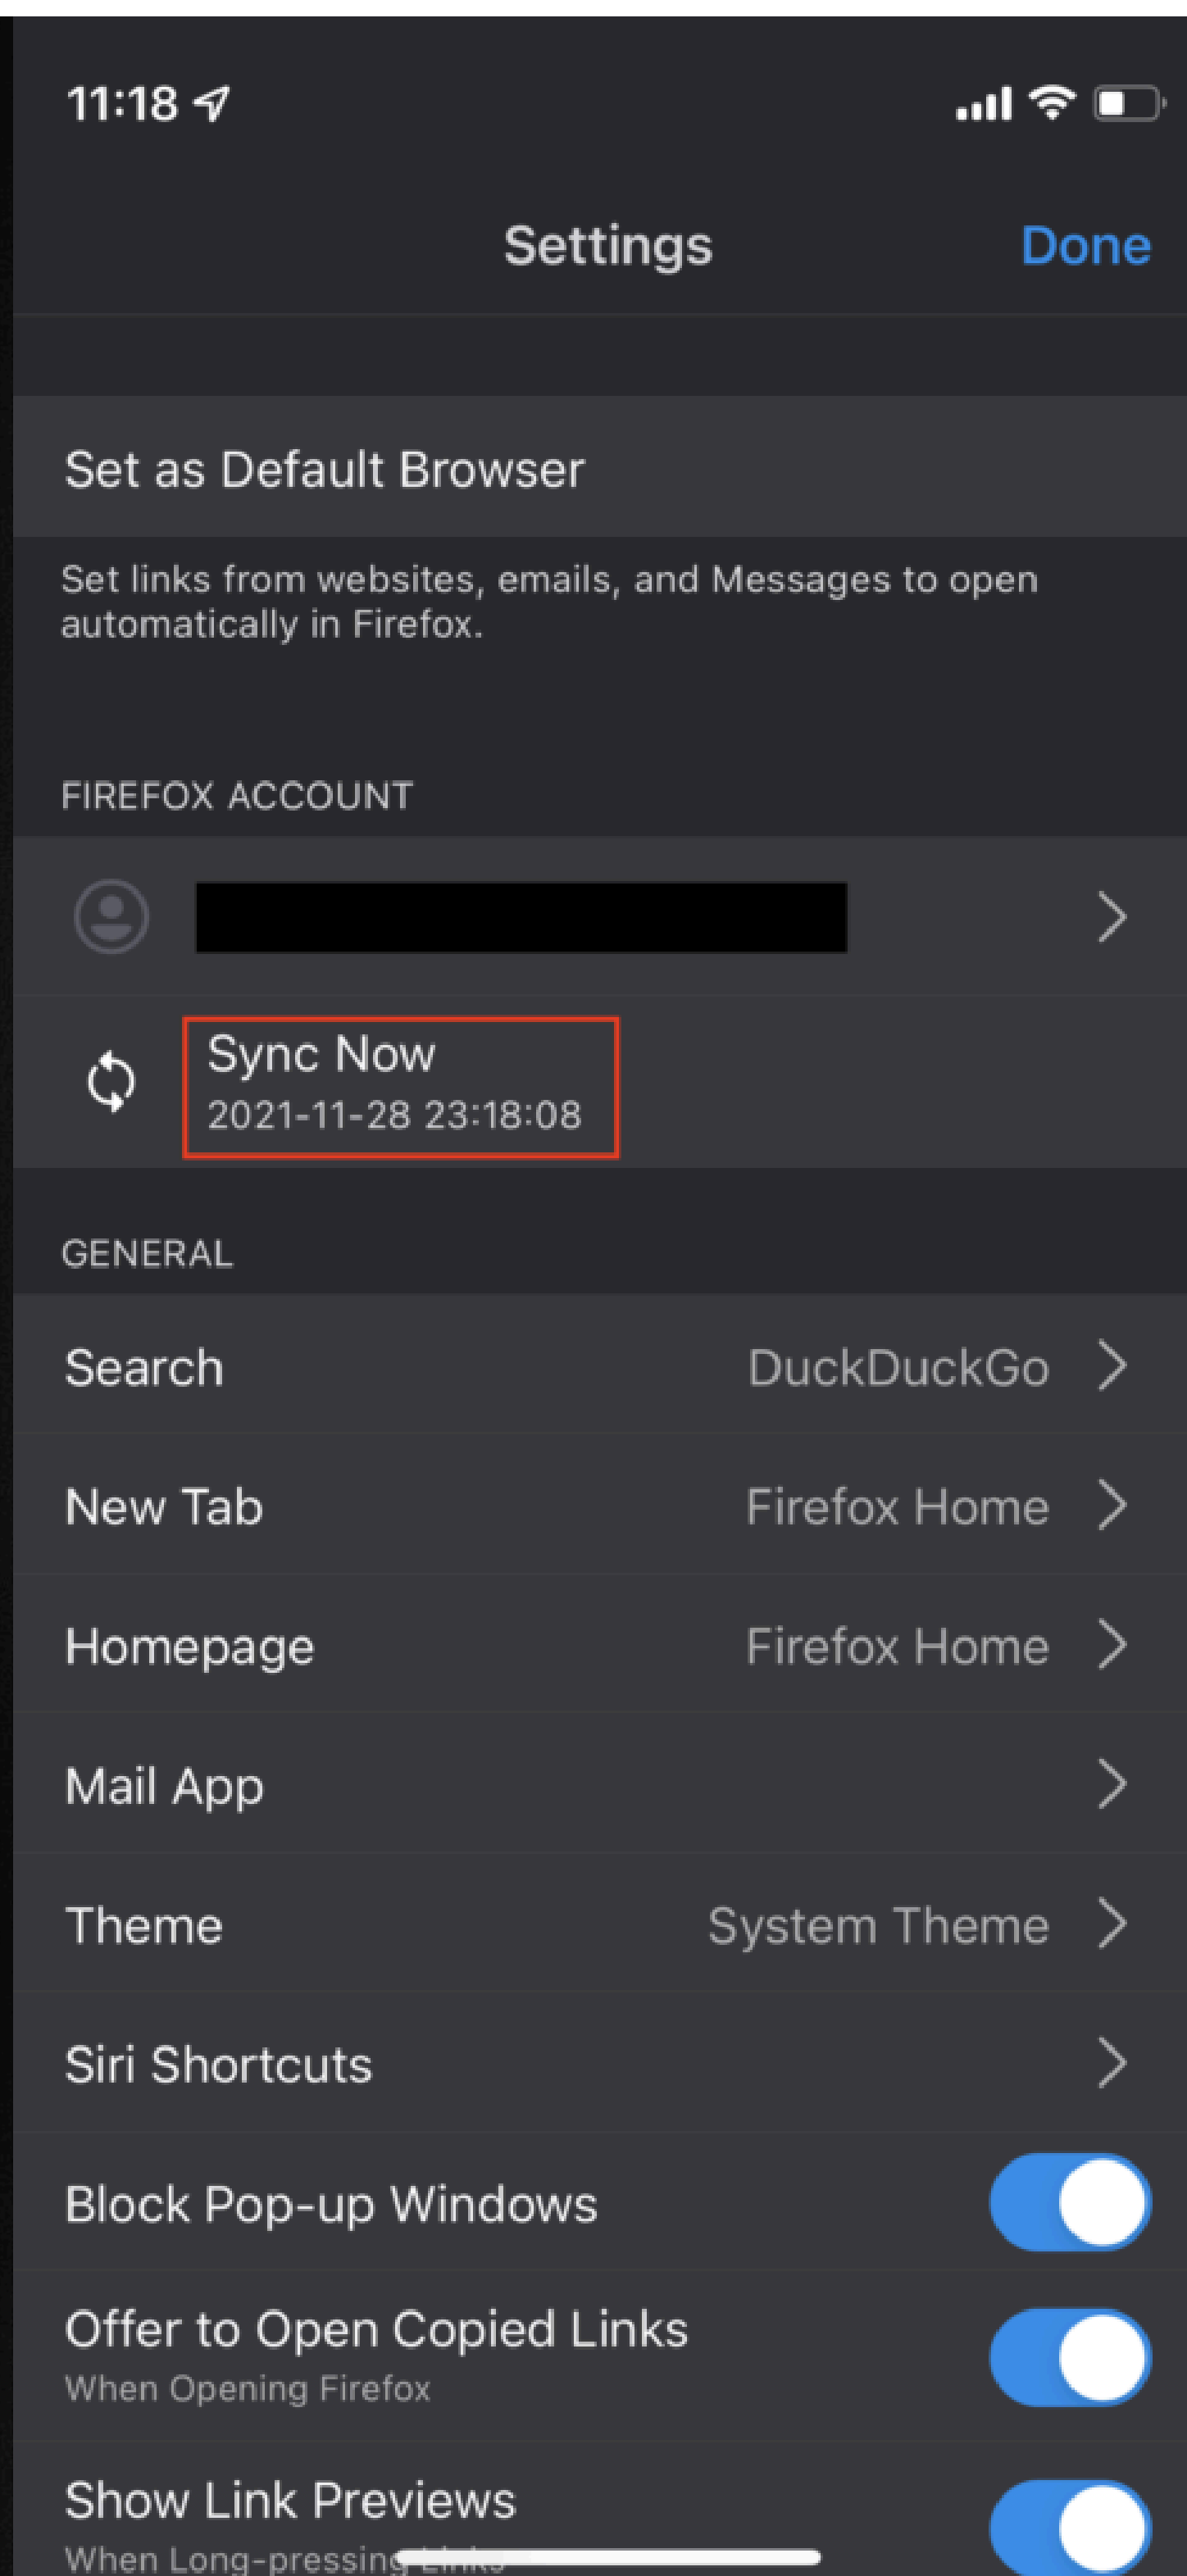 11:18
Settings
Done
Set as Default Browser
Set links from websites, emails, and Messages to open
automatically in Firefox.
FIREFOX ACCOUNT
Sync Now
2021-11-28 23:18:08
GENERAL
Search DuckDuckGo
New Tab Firefox Home
Homepage Firefox Home
Mail App
Theme System Theme
Siri Shortcuts
Block Pop-up Windows
Offer to Open Copied Links
When Opening Firefox
Show Link Previews
When Long-pressing Links